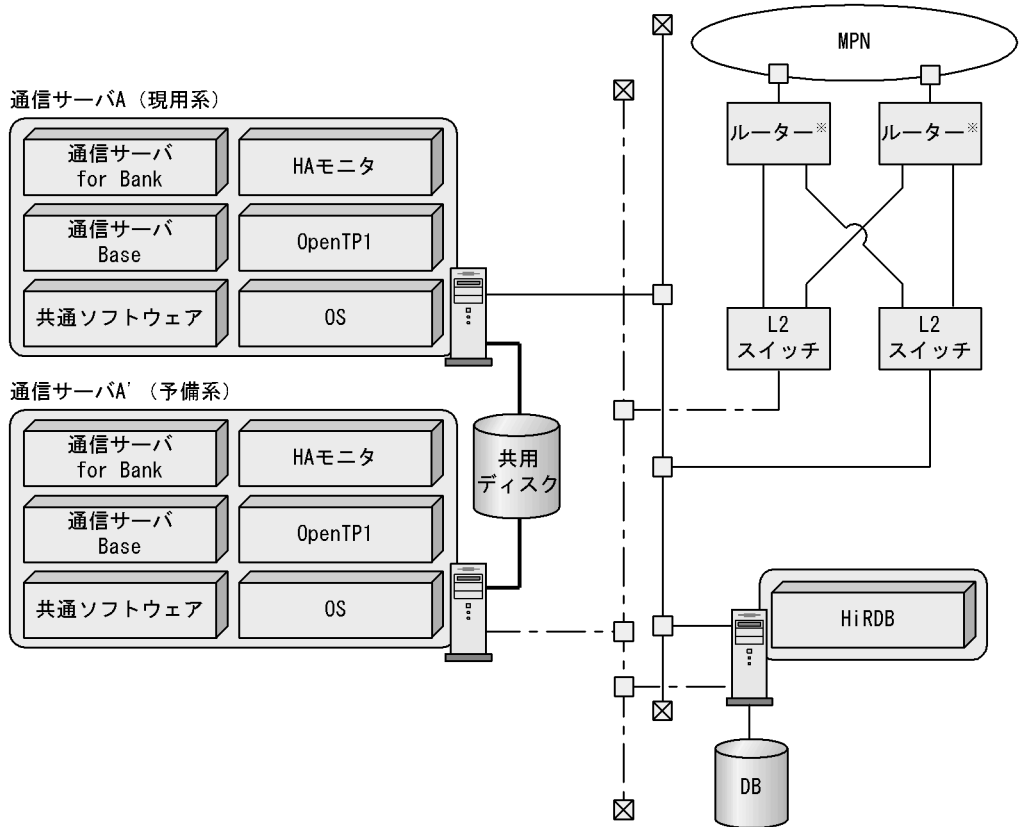 MPN
ルーター※
ルーター※
L2
スイッチ
L2
スイッチ
通信サーバA（現用系）
通信サーバ
for Bank
HAモニタ
通信サーバ
Base
OpenTP1
共通ソフトウェア
OS
通信サーバA'（予備系）
通信サーバ
for Bank
HAモニタ
通信サーバ
Base
OpenTP1
共通ソフトウェア
OS
共用
ディスク
HiRDB
DB